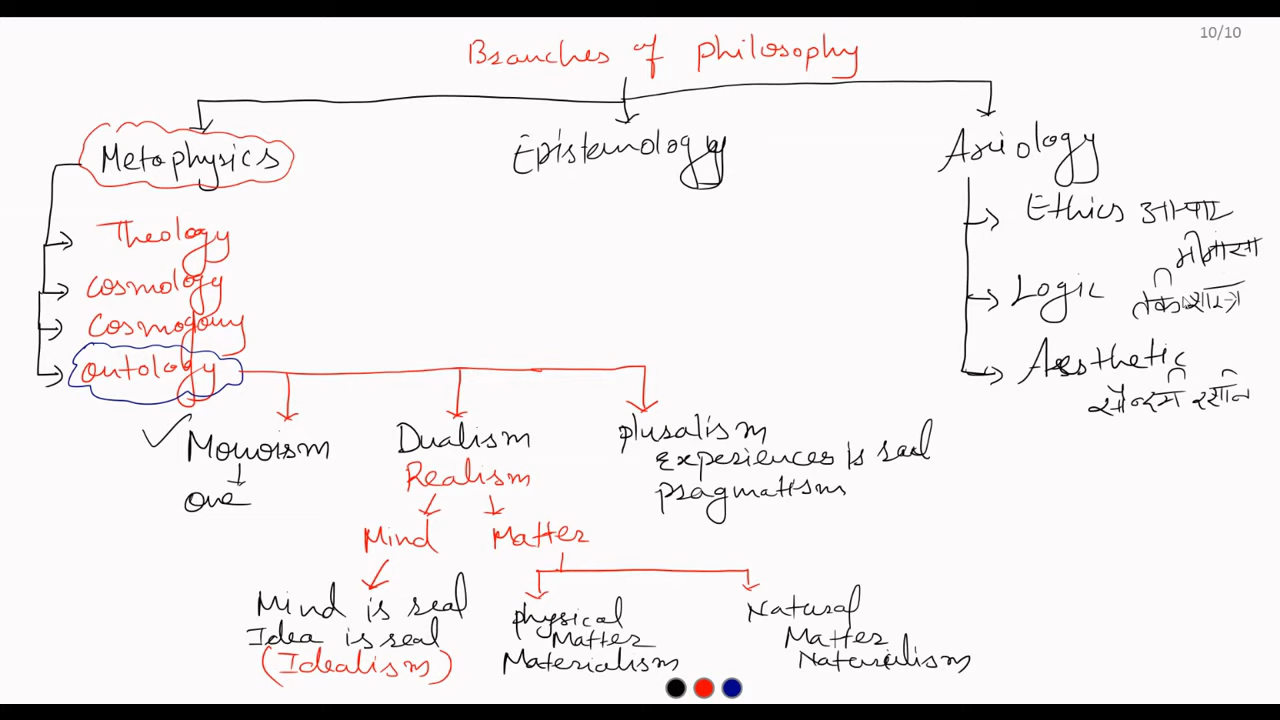 10/10
Branches of Philosophy
Metaphysics
Epistemology
Axiology
Theology
Cosmology
Cosmogony
Ontology
Ethics आचार
मीमांसा
Logic तर्कशास्त्र
Aesthetic
सौन्दर्य दर्शन
Monoism
one
Dualism
Realism
Mind
Matter
Mind is real
Idea is real
(Idealism)
physical
Matter
Materialism
Natural
Matter
Naturalism
pluralism
Experiences is real
pragmatism